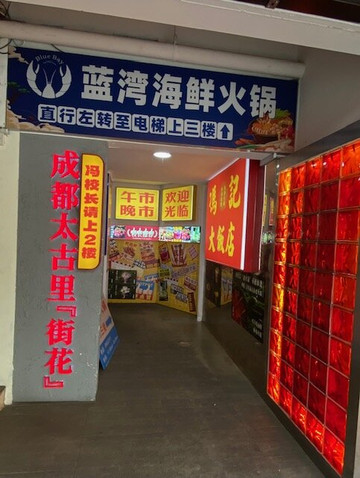 Blue Bay
蓝湾海鲜火锅
直行左转至电梯上三楼↑
成都太古里『街花』
冯校长请上2楼
午市
晚市
欢迎
光临
冯记
大饭店